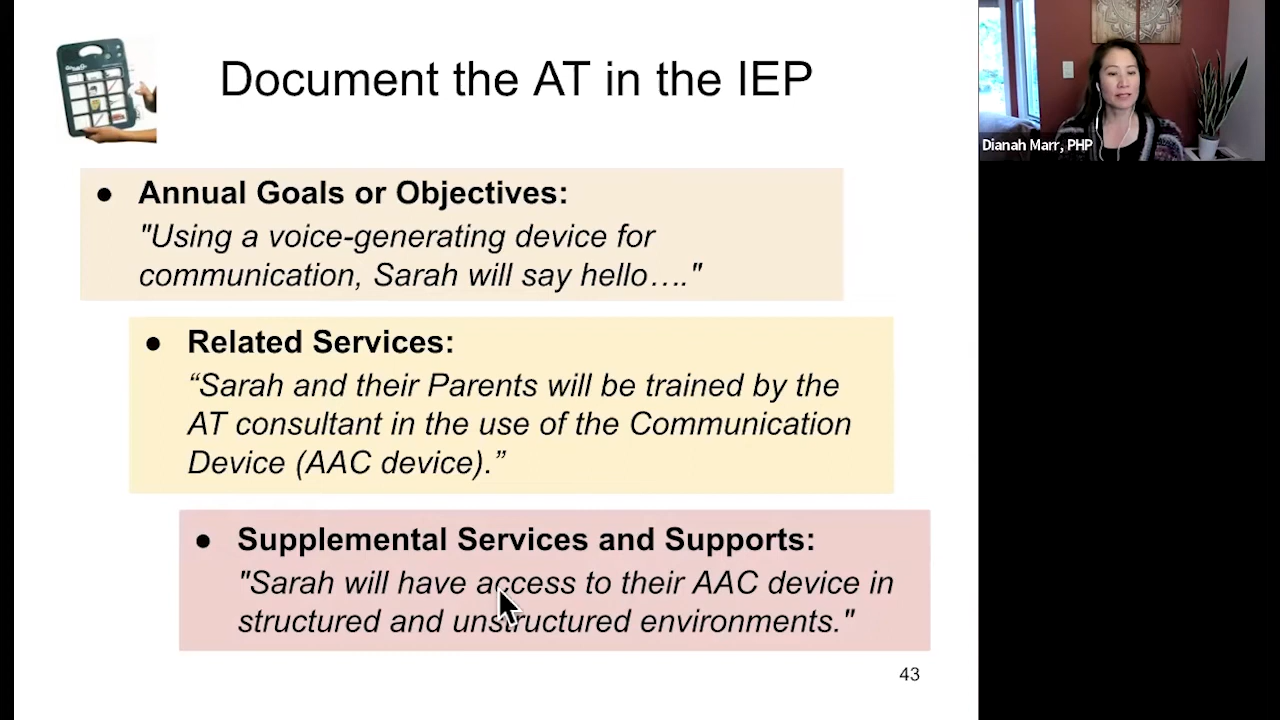 Document the AT in the IEP
Dianah Marr, PHP
● Annual Goals or Objectives:
"Using a voice-generating device for
communication, Sarah will say hello…."
● Related Services:
“Sarah and their Parents will be trained by the
AT consultant in the use of the Communication
Device (AAC device).”
● Supplemental Services and Supports:
"Sarah will have access to their AAC device in
structured and unstructured environments."
43